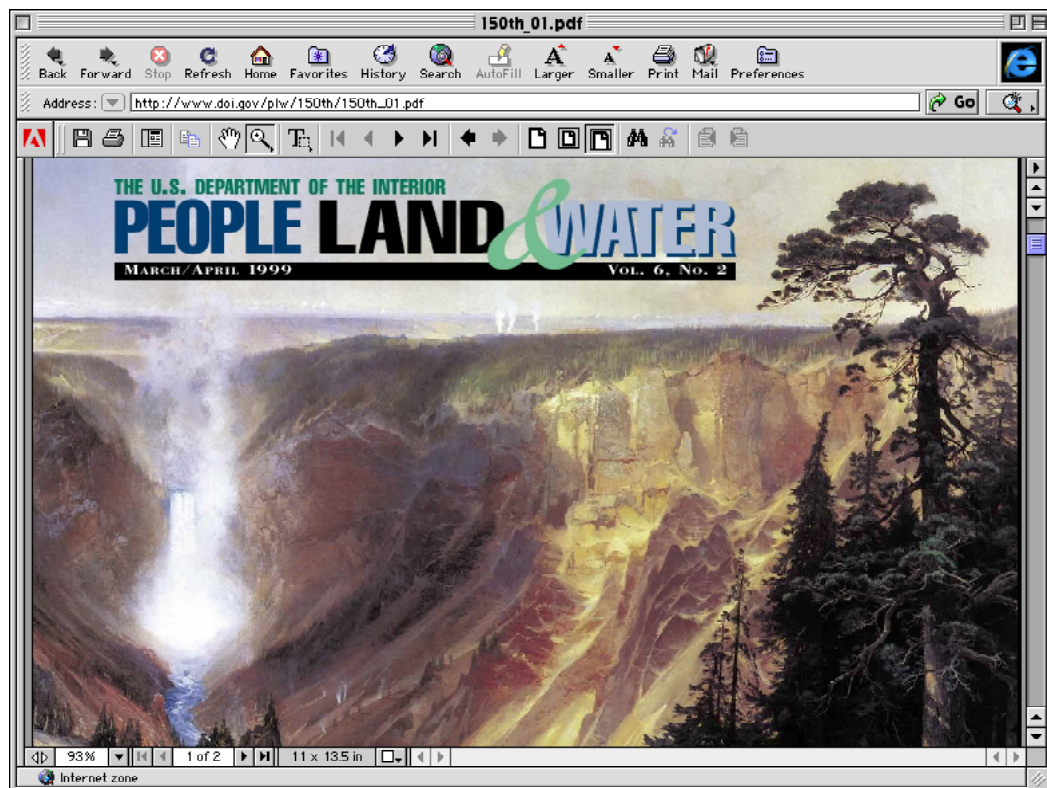 150th_01.pdf
Back Forward Stop Refresh Home Favorites History Search AutoFill Larger Smaller Print Mail Preferences
Address: http://www.doi.gov/plw/150th/150th_01.pdf Go
THE U.S. DEPARTMENT OF THE INTERIOR
PEOPLE LAND & WATER
MARCH/APRIL 1999 VOL. 6, NO. 2
93% 1 of 2 11 x 13.5 in
Internet zone